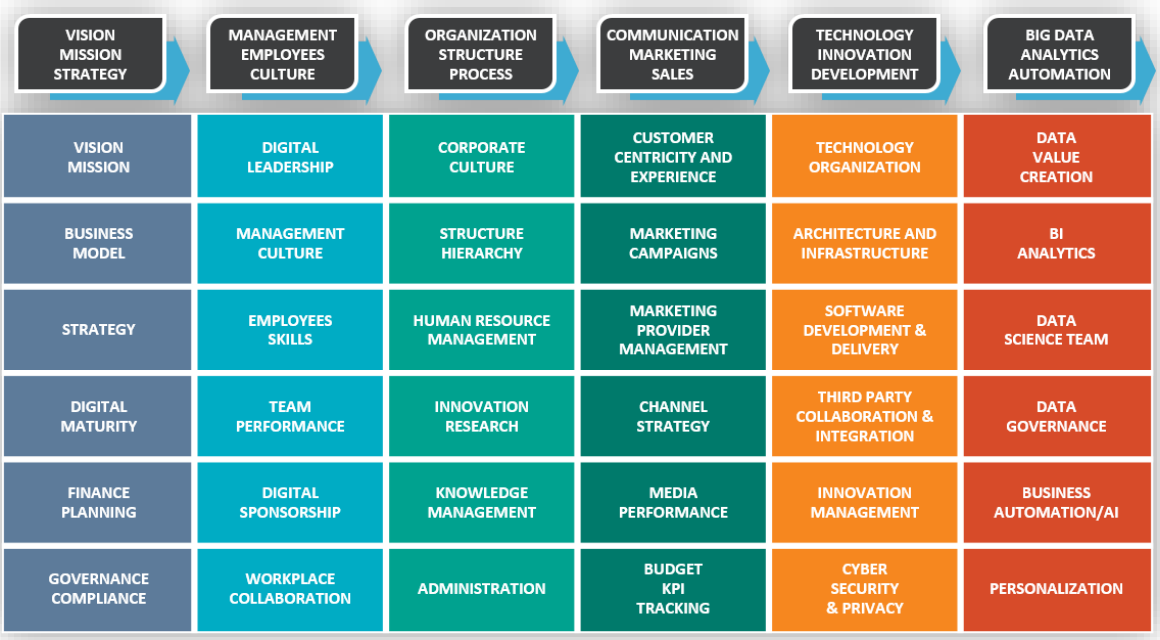 VISION
MISSION
STRATEGY
MANAGEMENT
EMPLOYEES
CULTURE
ORGANIZATION
STRUCTURE
PROCESS
COMMUNICATION
MARKETING
SALES
TECHNOLOGY
INNOVATION
DEVELOPMENT
BIG DATA
ANALYTICS
AUTOMATION
VISION
MISSION
DIGITAL
LEADERSHIP
CORPORATE
CULTURE
CUSTOMER
CENTRICITY AND
EXPERIENCE
TECHNOLOGY
ORGANIZATION
DATA
VALUE
CREATION
BUSINESS
MODEL
MANAGEMENT
CULTURE
STRUCTURE
HIERARCHY
MARKETING
CAMPAIGNS
ARCHITECTURE AND
INFRASTRUCTURE
BI
ANALYTICS
STRATEGY
EMPLOYEES
SKILLS
HUMAN RESOURCE
MANAGEMENT
MARKETING
PROVIDER
MANAGEMENT
SOFTWARE
DEVELOPMENT &
DELIVERY
DATA
SCIENCE TEAM
DIGITAL
MATURITY
TEAM
PERFORMANCE
INNOVATION
RESEARCH
CHANNEL
STRATEGY
THIRD PARTY
COLLABORATION &
INTEGRATION
DATA
GOVERNANCE
FINANCE
PLANNING
DIGITAL
SPONSORSHIP
KNOWLEDGE
MANAGEMENT
MEDIA
PERFORMANCE
INNOVATION
MANAGEMENT
BUSINESS
AUTOMATION/AI
GOVERNANCE
COMPLIANCE
WORKPLACE
COLLABORATION
ADMINISTRATION
BUDGET
KPI
TRACKING
CYBER
SECURITY
& PRIVACY
PERSONALIZATION